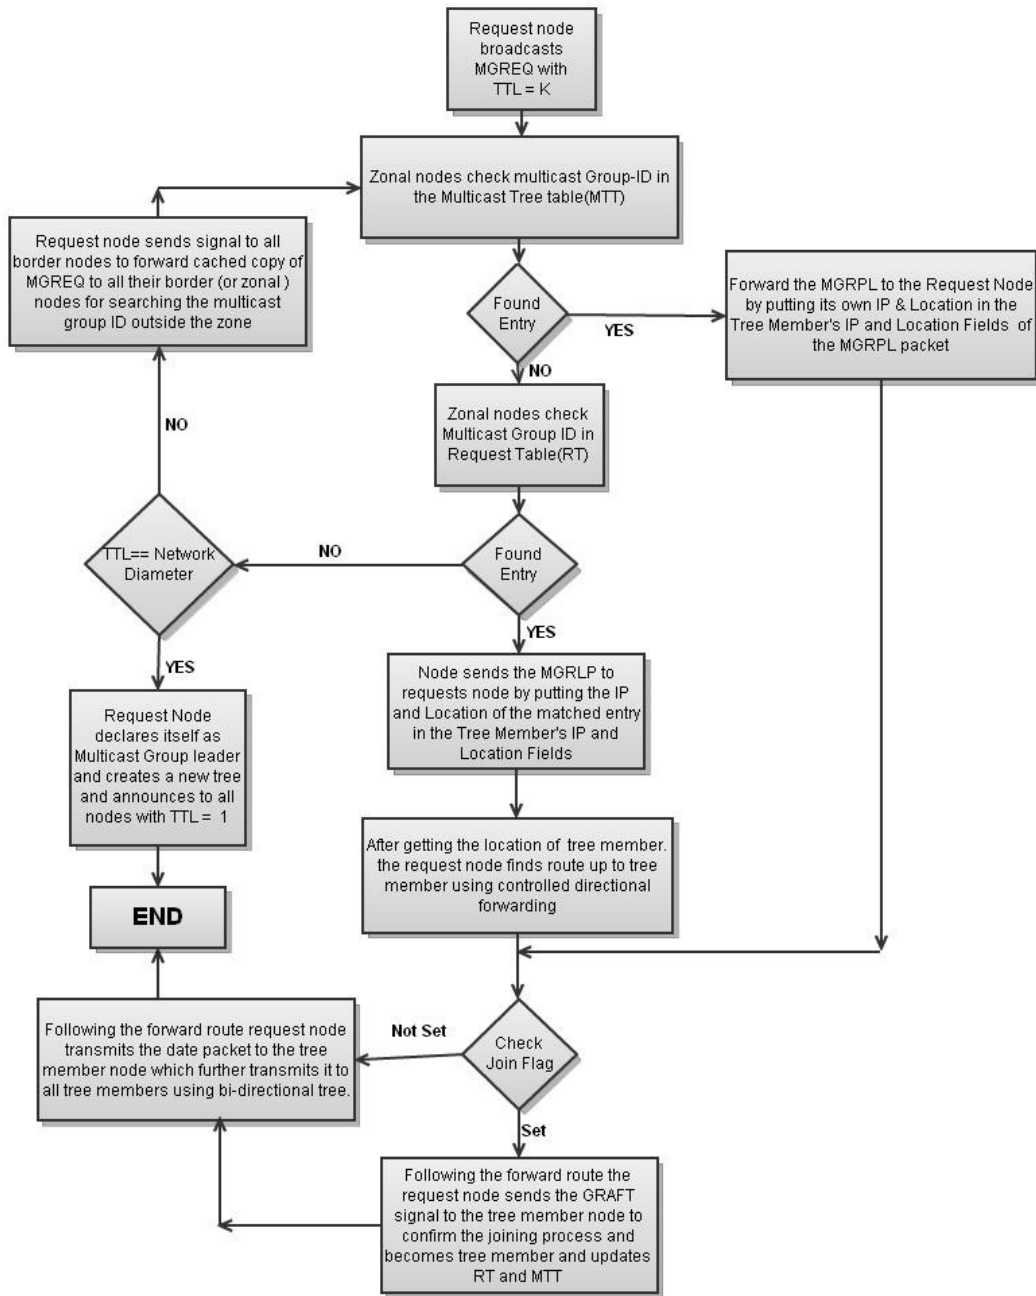 Request node
broadcasts
MGREQ with
TTL = K
Zonal nodes check multicast Group-ID in
the Multicast Tree table(MTT)
Request node sends signal to all
border nodes to forward cached copy of
MGREQ to all their border (or zonal )
nodes for searching the multicast
group ID outside the zone
Found
Entry
YES
Forward the MGRPL to the Request Node
by putting its own IP & Location in the
Tree Member's IP and Location Fields of
the MGRPL packet
NO
Zonal nodes check
Multicast Group ID in
Request Table(RT)
NO
TTL== Network
Diameter
NO
Found
Entry
YES
YES
Node sends the MGRLP to
requests node by putting the IP
and Location of the matched entry
in the Tree Member's IP and
Location Fields
Request Node
declares itself as
Multicast Group leader
and creates a new tree
and announces to all
nodes with TTL = 1
After getting the location of tree member.
the request node finds route up to tree
member using controlled directional
forwarding
END
Following the forward route request node
transmits the date packet to the tree
member node which further transmits it to
all tree members using bi-directional tree.
Not Set
Check
Join Flag
Set
Following the forward route the
request node sends the GRAFT
signal to the tree member node to
confirm the joining process and
becomes tree member and updates
RT and MTT